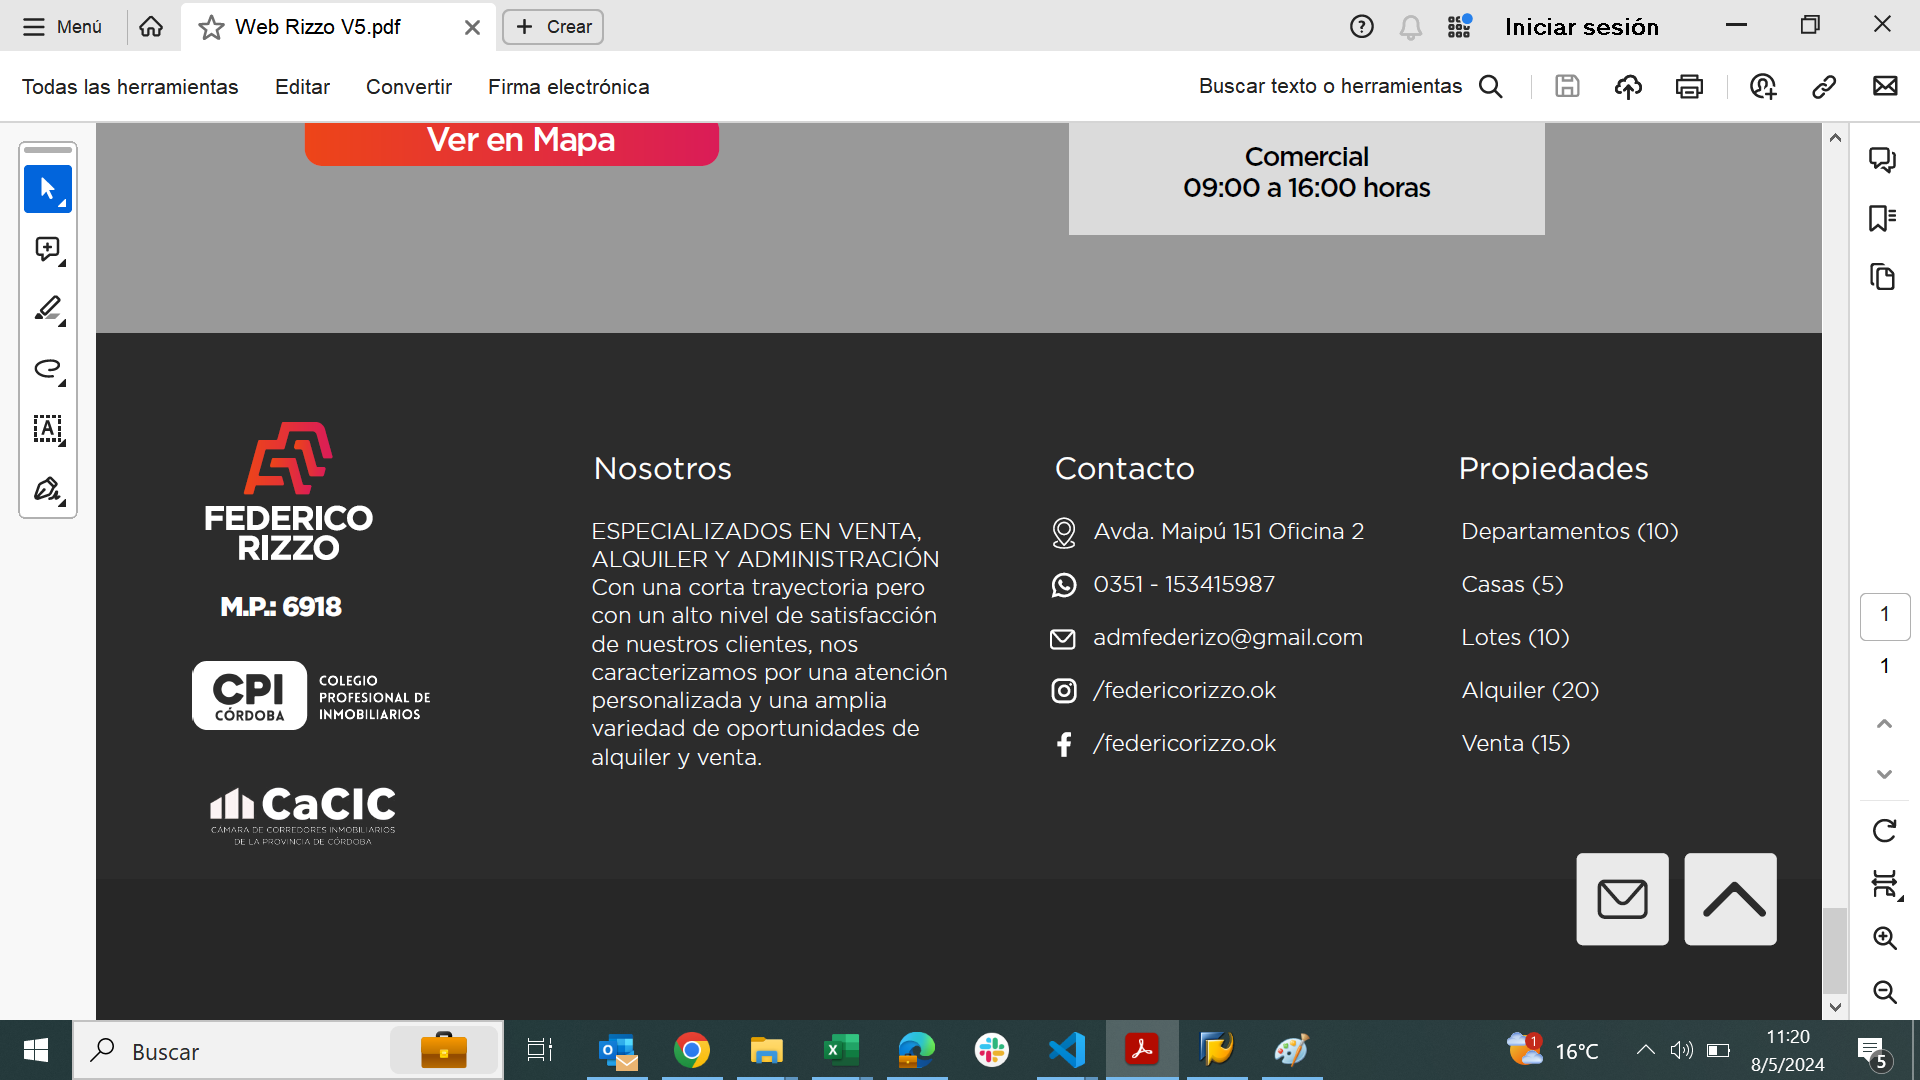 Menú
Web Rizzo V5.pdf
Crear
Iniciar sesión
Todas las herramientas
Editar
Convertir
Firma electrónica
Buscar texto o herramientas
Ver en Mapa
Comercial
09:00 a 16:00 horas
FEDERICO
RIZZO
M.P.: 6918
CPI
CÓRDOBA
COLEGIO
PROFESIONAL DE
INMOBILIARIOS
CaCIC
CÁMARA DE CORREDORES INMOBILIARIOS
DE LA PROVINCIA DE CÓRDOBA
Nosotros
ESPECIALIZADOS EN VENTA,
ALQUILER Y ADMINISTRACIÓN
Con una corta trayectoria pero
con un alto nivel de satisfacción
de nuestros clientes, nos
caracterizamos por una atención
personalizada y una amplia
variedad de oportunidades de
alquiler y venta.
Contacto
Avda. Maipú 151 Oficina 2
0351 - 153415987
admfederizo@gmail.com
/federicorizzo.ok
/federicorizzo.ok
Propiedades
Departamentos (10)
Casas (5)
Lotes (10)
Alquiler (20)
Venta (15)
1
1
Buscar
1
16°C
11:20
8/5/2024
5